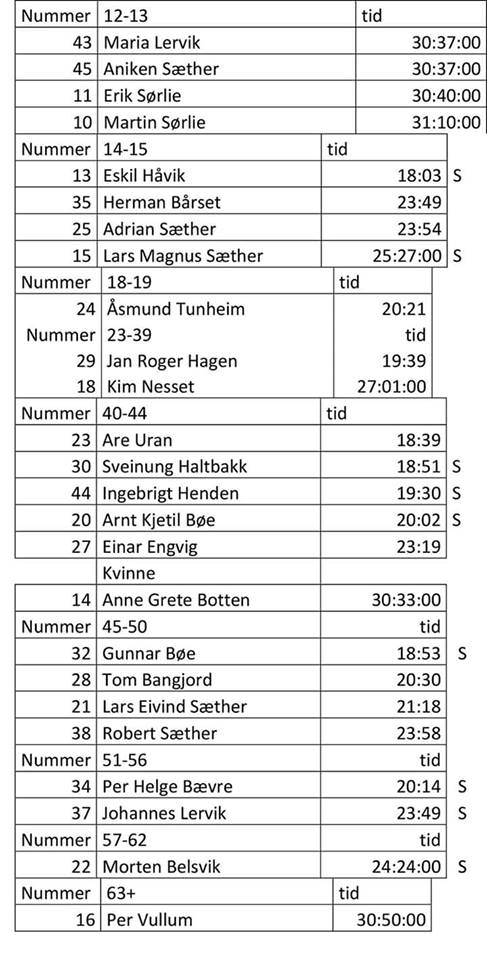 Nummer 12-13 tid
43 Maria Lervik 30:37:00
45 Aniken Sæther 30:37:00
11 Erik Sørlie 30:40:00
10 Martin Sørlie 31:10:00
Nummer 14-15 tid
13 Eskil Håvik 18:03 S
35 Herman Bårset 23:49
25 Adrian Sæther 23:54
15 Lars Magnus Sæther 25:27:00 S
Nummer 18-19 tid
24 Åsmund Tunheim 20:21
Nummer 23-39 tid
29 Jan Roger Hagen 19:39
18 Kim Nesset 27:01:00
Nummer 40-44 tid
23 Are Uran 18:39
30 Sveinung Haltbakk 18:51 S
44 Ingebrigt Henden 19:30 S
20 Arnt Kjetil Bøe 20:02 S
27 Einar Engvig 23:19
Kvinne
14 Anne Grete Botten 30:33:00
Nummer 45-50 tid
32 Gunnar Bøe 18:53 S
28 Tom Bangjord 20:30
21 Lars Eivind Sæther 21:18
38 Robert Sæther 23:58
Nummer 51-56 tid
34 Per Helge Bævre 20:14 S
37 Johannes Lervik 23:49 S
Nummer 57-62 tid
22 Morten Belsvik 24:24:00 S
Nummer 63+ tid
16 Per Vullum 30:50:00